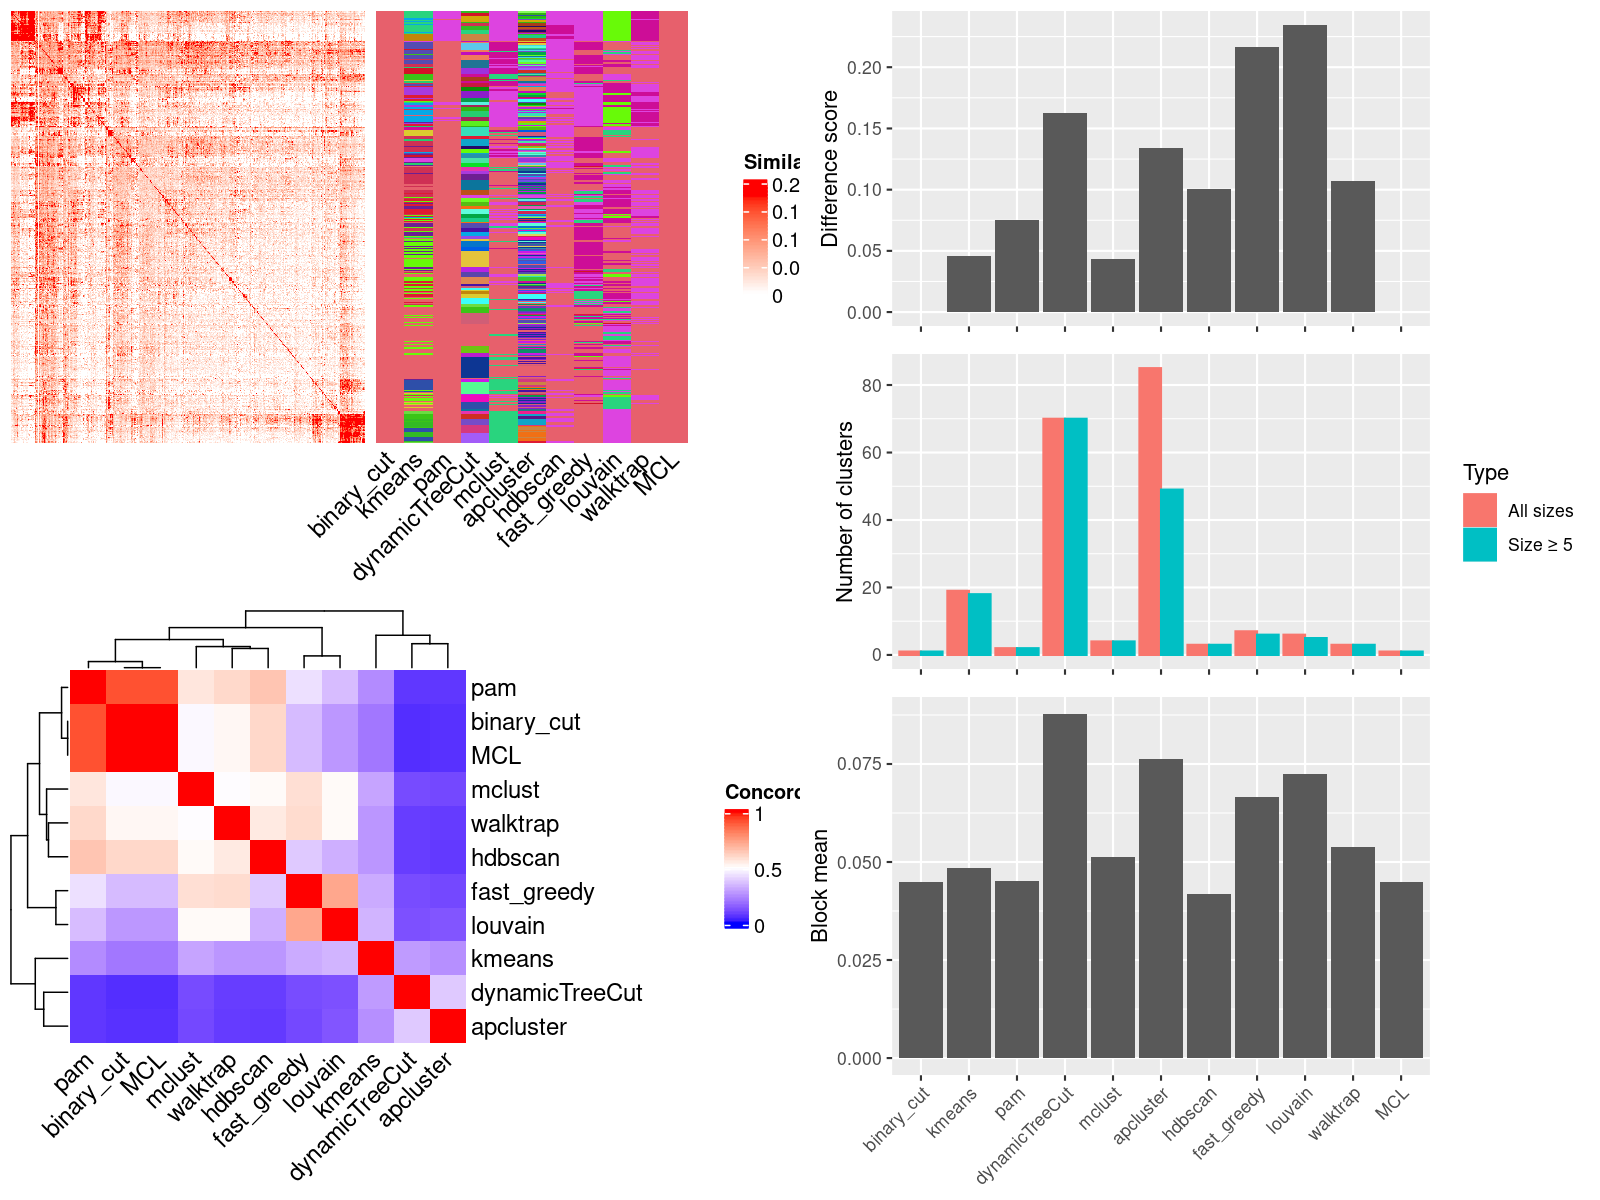 Simila
0.2
0.1
0.1
0.0
0
binary_cut
kmeans
pam
dynamicTreeCut
mclust
apcluster
hdbscan
fast_greedy
louvain
walktrap
MCL
pam
binary_cut
MCL
mclust
walktrap
hdbscan
fast_greedy
louvain
kmeans
dynamicTreeCut
apcluster
pam
binary_cut
MCL
mclust
walktrap
hdbscan
fast_greedy
louvain
kmeans
dynamicTreeCut
apcluster
Concord
1
0.5
0
Difference score
0.20
0.15
0.10
0.05
0.00
Number of clusters
80
60
40
20
0
Type
All sizes
Size ≥ 5
Block mean
0.075
0.050
0.025
0.000
binary_cut
kmeans
pam
dynamicTreeCut
mclust
apcluster
hdbscan
fast_greedy
louvain
walktrap
MCL